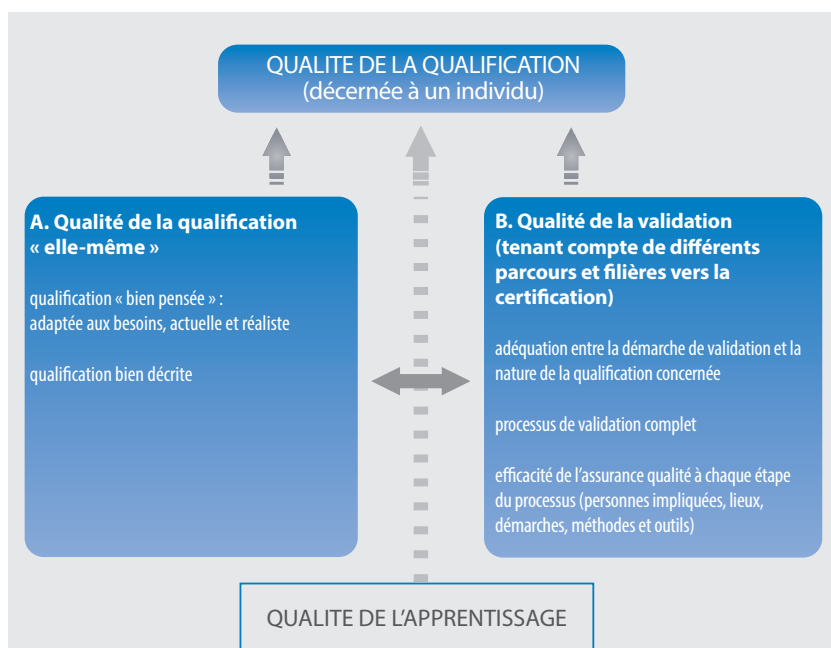 QUALITE DE LA QUALIFICATION
(décernée à un individu)
A. Qualité de la qualification
« elle-même »
qualification « bien pensée » :
adaptée aux besoins, actuelle et réaliste
qualification bien décrite
B. Qualité de la validation
(tenant compte de différents
parcours et filières vers la
certification)
adéquation entre la démarche de validation et la
nature de la qualification concernée
processus de validation complet
efficacité de l'assurance qualité à chaque étape
du processus (personnes impliquées, lieux,
démarches, méthodes et outils)
QUALITE DE L'APPRENTISSAGE